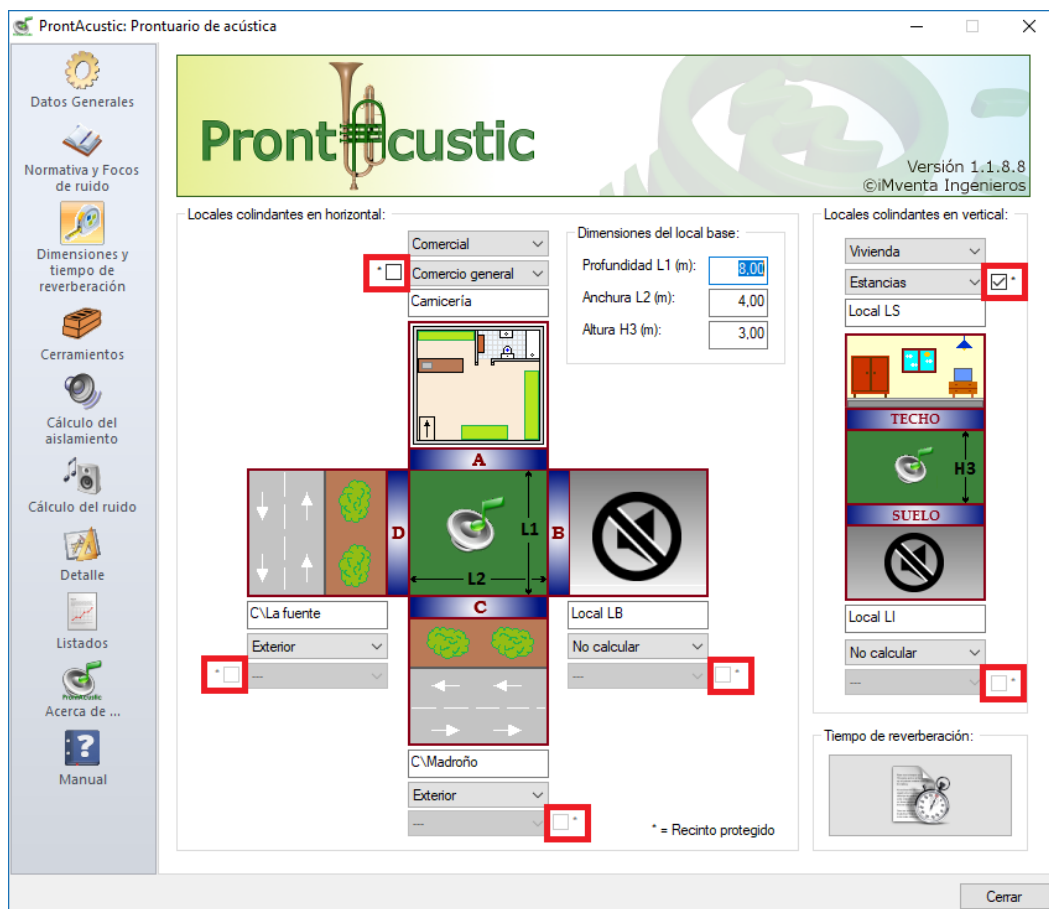 ProntAcustic: Prontuario de acústica
Datos Generales
Normativa y Focos
de ruido
Dimensiones y
tiempo de
reverberación
Cerramientos
Cálculo del
aislamiento
Cálculo del ruido
Detalle
Listados
ProntAcustic
Acerca de ...
?
Manual
ProntAcustic
Versión 1.1.8.8
©iMventa Ingenieros
Locales colindantes en horizontal:
Comercial
* Comercio general
Carnicería
Dimensiones del local base:
Profundidad L1 (m): 8,00
Anchura L2 (m): 4,00
Altura H3 (m): 3,00
A
D
L1
B
L2
C
C\La fuente
Exterior
* ---
Local LB
No calcular
--- *
C\Madroño
Exterior
--- *
* = Recinto protegido
Locales colindantes en vertical:
Vivienda
Estancias *
Local LS
TECHO
H3
SUELO
Local LI
No calcular
--- *
Tiempo de reverberación:
Cerrar